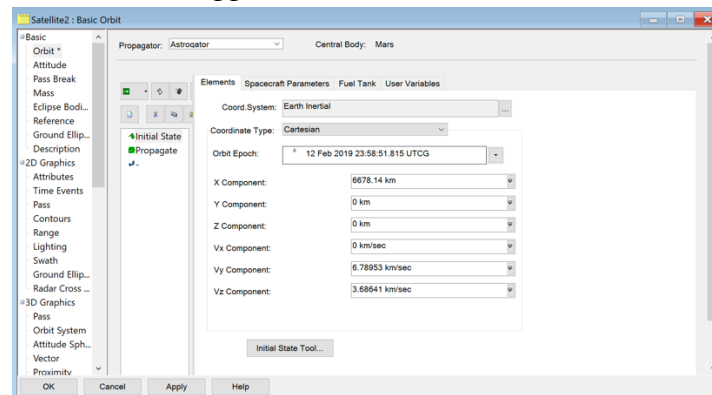 Satellite2 : Basic Orbit
Basic
Orbit *
Attitude
Pass Break
Mass
Eclipse Bodi...
Reference
Ground Ellip...
Description
2D Graphics
Attributes
Time Events
Pass
Contours
Range
Lighting
Swath
Ground Ellip...
Radar Cross ...
3D Graphics
Pass
Orbit System
Attitude Sph...
Vector
Proximity
Propagator: Astrogator Central Body: Mars
Initial State
Propagate
Elements Spacecraft Parameters Fuel Tank User Variables
Coord.System: Earth Inertial ...
Coordinate Type: Cartesian
Orbit Epoch: 12 Feb 2019 23:58:51.815 UTCG
X Component: 6678.14 km
Y Component: 0 km
Z Component: 0 km
Vx Component: 0 km/sec
Vy Component: 6.78953 km/sec
Vz Component: 3.68641 km/sec
Initial State Tool...
OK Cancel Apply Help